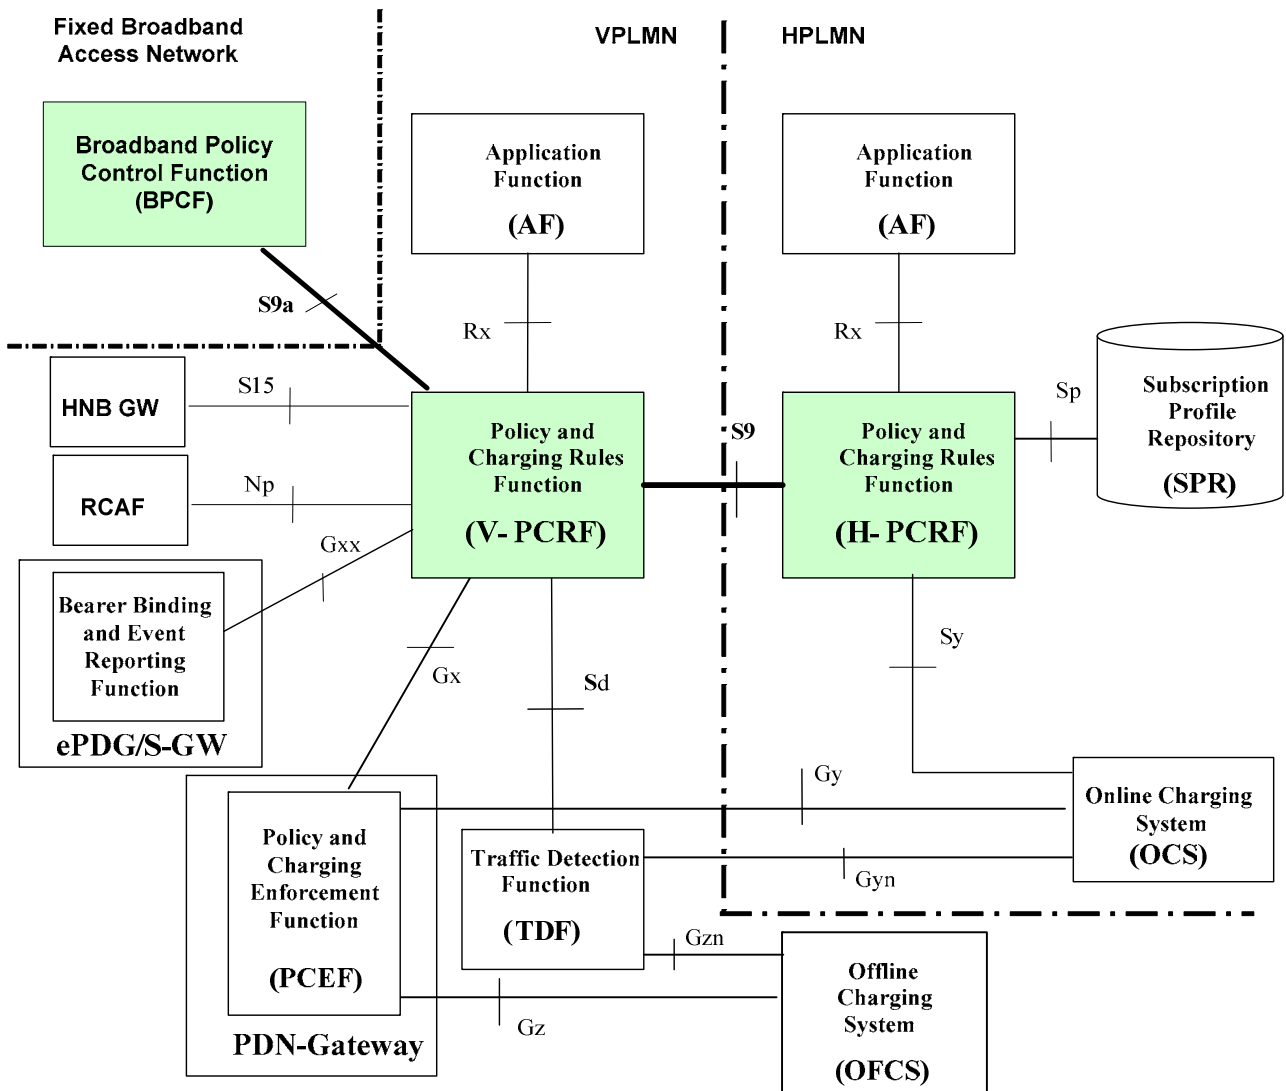 Fixed Broadband
Access Network
VPLMN
HPLMN
Broadband Policy
Control Function
(BPCF)
Application
Function
(AF)
Application
Function
(AF)
S9a
Rx
Rx
HNB GW
S15
Policy and
Charging Rules
Function
(V- PCRF)
S9
Policy and
Charging Rules
Function
(H- PCRF)
Sp
Subscription
Profile
Repository
(SPR)
RCAF
Np
Gxx
Bearer Binding
and Event
Reporting
Function
ePDG/S-GW
Gx
Sd
Sy
Gy
Policy and
Charging
Enforcement
Function
(PCEF)
PDN-Gateway
Traffic Detection
Function
(TDF)
Gyn
Online Charging
System
(OCS)
Gzn
Gz
Offline
Charging
System
(OFCS)